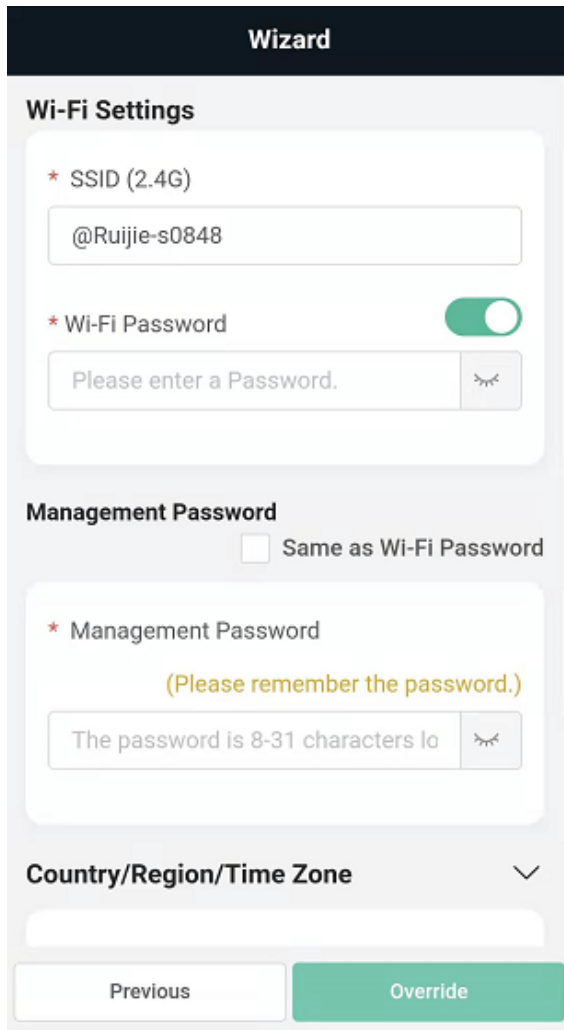 Wizard
Wi-Fi Settings
* SSID (2.4G)
@Ruijie-s0848
* Wi-Fi Password
Please enter a Password.
Management Password
Same as Wi-Fi Password
* Management Password
(Please remember the password.)
The password is 8-31 characters lo
Country/Region/Time Zone
Previous
Override